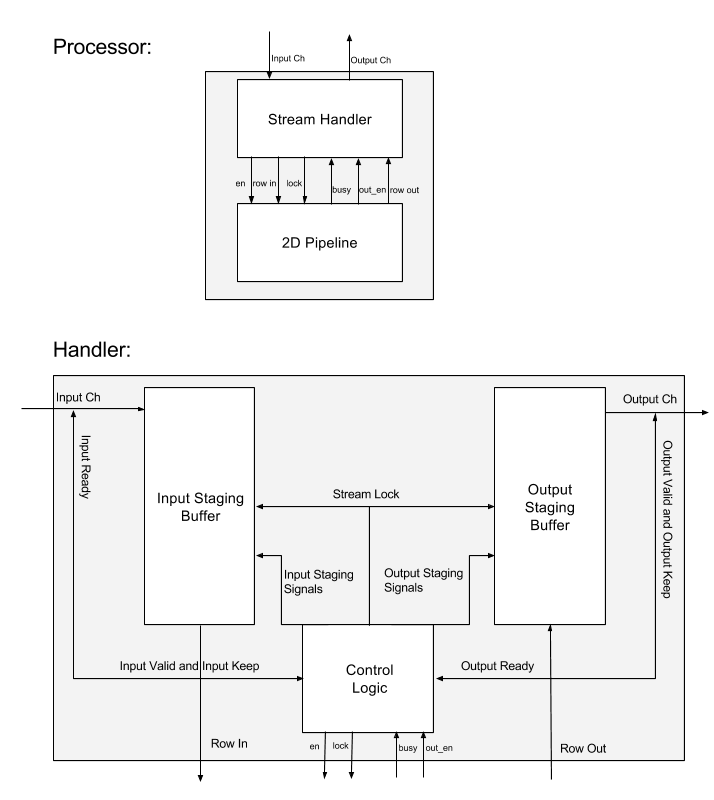 Processor:
Input Ch
Output Ch
Stream Handler
en
row in
lock
busy
out_en
row out
2D Pipeline
Handler:
Input Ch
Output Ch
Input Ready
Input Staging
Buffer
Stream Lock
Output
Staging
Buffer
Output Valid and Output Keep
Input Staging
Signals
Output Staging
Signals
Input Valid and Input Keep
Control
Logic
Output Ready
Row In
en
lock
busy
out_en
Row Out